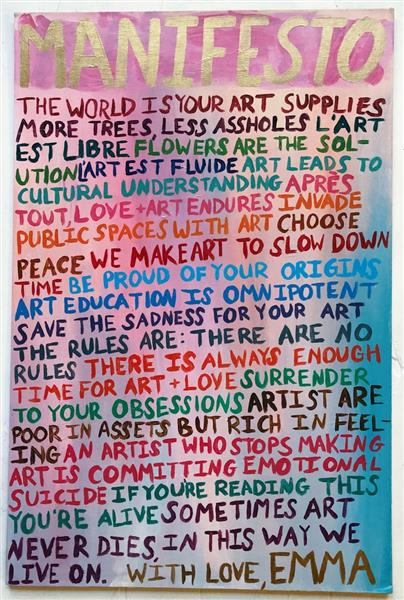 MANIFESTO
THE WORLD IS YOUR ART SUPPLIES
MORE TREES, LESS ASSHOLES L'ART
EST LIBRE FLOWERS ARE THE SOL-
UTION L'ART EST FLUIDE ART LEADS TO
CULTURAL UNDERSTANDING APRÈS
TOUT, LOVE + ART ENDURES INVADE
PUBLIC SPACES WITH ART CHOOSE
PEACE WE MAKE ART TO SLOW DOWN
TIME BE PROUD OF YOUR ORIGINS
ART EDUCATION IS OMNIPOTENT
SAVE THE SADNESS FOR YOUR ART
THE RULES ARE: THERE ARE NO
RULES THERE IS ALWAYS ENOUGH
TIME FOR ART + LOVE SURRENDER
TO YOUR OBSESSIONS ARTIST ARE
POOR IN ASSETS BUT RICH IN FEEL-
ING AN ARTIST WHO STOPS MAKING
ART IS COMMITTING EMOTIONAL
SUICIDE IF YOU'RE READING THIS
YOU'RE ALIVE SOMETIMES ART
NEVER DIES, IN THIS WAY WE
LIVE ON. WITH LOVE, EMMA